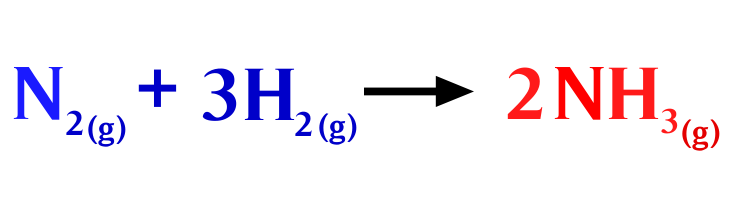 N₂(g) + 3H₂(g) → 2NH₃(g)